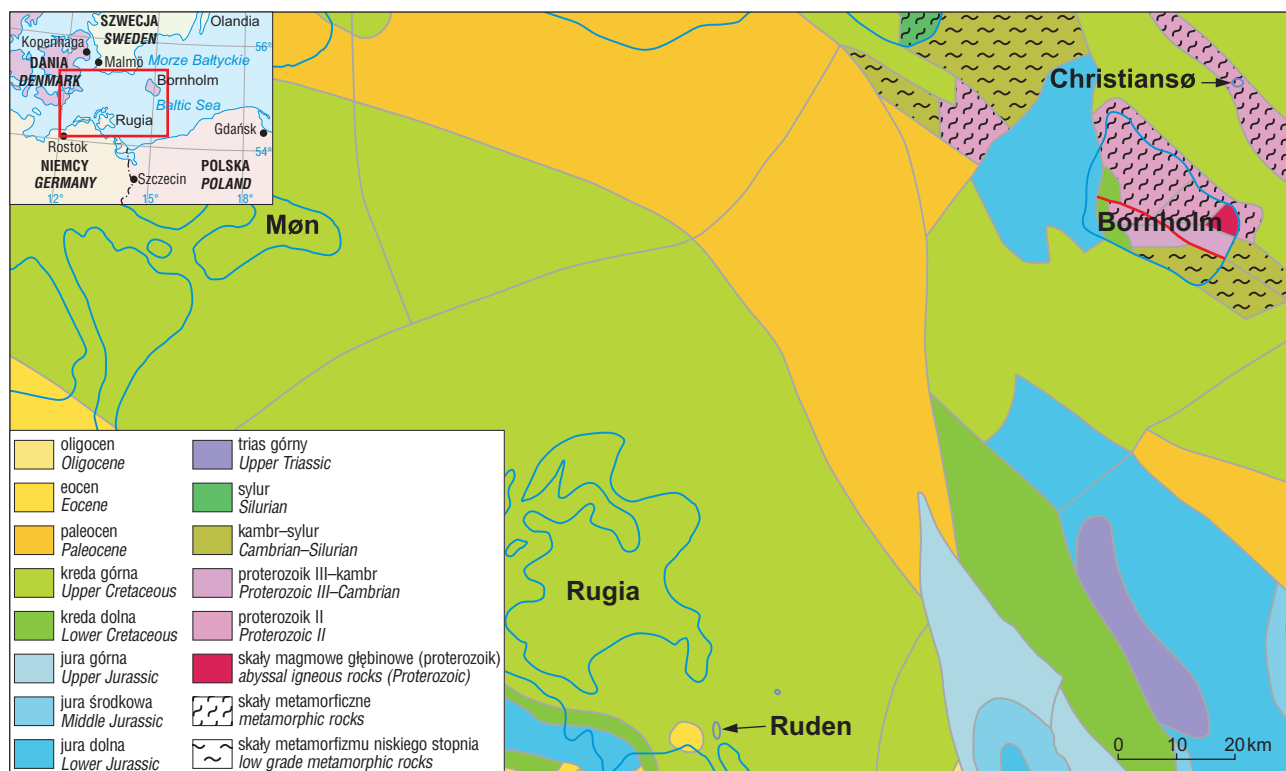 SZWECJA
SWEDEN
Olandia
Kopenhaga
56°
DANIA
DENMARK
Malmö
Morze Bałtyckie
Bornholm
Baltic Sea
Rugia
Gdańsk
Rostok
54°
NIEMCY
GERMANY
POLSKA
POLAND
Szczecin
12°
15°
18°
Christiansø
Møn
Bornholm
Rugia
Ruden
oligocen
Oligocene
eocen
Eocene
paleocen
Paleocene
kreda górna
Upper Cretaceous
kreda dolna
Lower Cretaceous
jura górna
Upper Jurassic
jura środkowa
Middle Jurassic
jura dolna
Lower Jurassic
trias górny
Upper Triassic
sylur
Silurian
kambr–sylur
Cambrian–Silurian
proterozoik III–kambr
Proterozoic III–Cambrian
proterozoik II
Proterozoic II
skały magmowe głębinowe (proterozoik)
abyssal igneous rocks (Proterozoic)
skały metamorficzne
metamorphic rocks
skały metamorfizmu niskiego stopnia
low grade metamorphic rocks
0 10 20 km